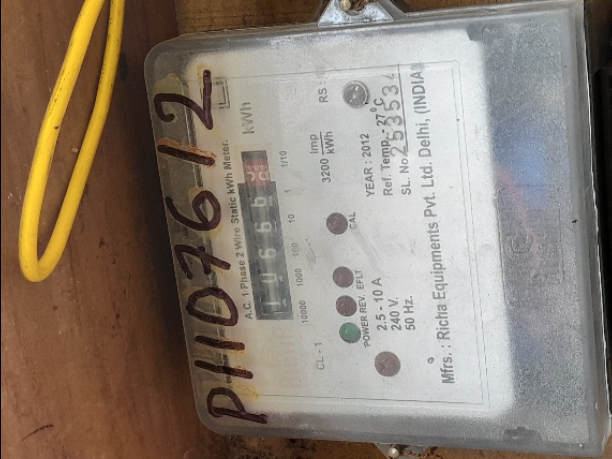 PH07612
A.C. 1 Phase 2 Wire Static kWh Meter.
kWh
10666
10000 1000 100 10 1 1/10
CL - 1
3200 Imp/kWh
RS :
POWER REV. EFLT
CAL
2.5 - 10 A
240 V.
50 Hz.
YEAR : 2012
Ref. Temp. - 27°C
SL. No.
Mfrs. : Richa Equipments Pvt. Ltd. Delhi, (INDIA)